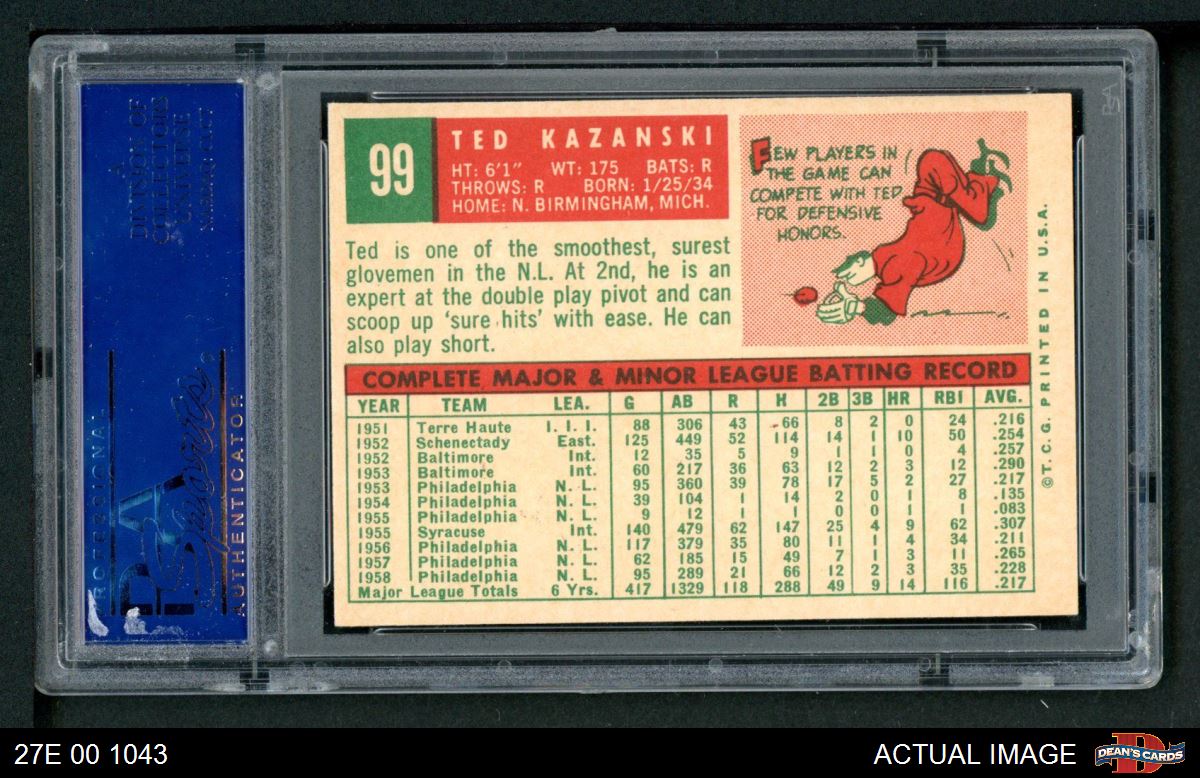 A
DIVISION OF
COLLECTORS
UNIVERSE
NASDAQ: CLCT
PROFESSIONAL
PSA
Sports
AUTHENTICATOR
99
TED KAZANSKI
HT: 6'1" WT: 175 BATS: R
THROWS: R BORN: 1/25/34
HOME: N. BIRMINGHAM, MICH.
FEW PLAYERS IN
THE GAME CAN
COMPETE WITH TED
FOR DEFENSIVE
HONORS.
Ted is one of the smoothest, surest
glovemen in the N.L. At 2nd, he is an
expert at the double play pivot and can
scoop up 'sure hits' with ease. He can
also play short.
COMPLETE MAJOR & MINOR LEAGUE BATTING RECORD
YEAR TEAM LEA. G AB R H 2B 3B HR RBI AVG.
1951 Terre Haute I. I. I. 88 306 43 66 8 2 0 24 .216
1952 Schenectady East. 125 449 52 114 14 1 10 50 .254
1952 Baltimore Int. 12 35 5 9 1 1 0 4 .257
1953 Baltimore Int. 60 217 36 63 12 2 3 12 .290
1953 Philadelphia N. L. 95 360 39 78 17 5 2 27 .217
1954 Philadelphia N. L. 39 104 1 14 2 0 1 8 .135
1955 Philadelphia N. L. 9 12 1 1 0 0 1 1 .083
1955 Syracuse Int. 140 479 62 147 25 4 9 62 .307
1956 Philadelphia N. L. 117 379 35 80 11 1 4 34 .211
1957 Philadelphia N. L. 62 185 15 49 7 1 3 11 .265
1958 Philadelphia N. L. 95 289 21 66 12 2 3 35 .228
Major League Totals 6 Yrs. 417 1329 118 288 49 9 14 116 .217
© T. C. G. PRINTED IN U.S.A.
27E 00 1043
ACTUAL IMAGE
DEAN'S CARDS